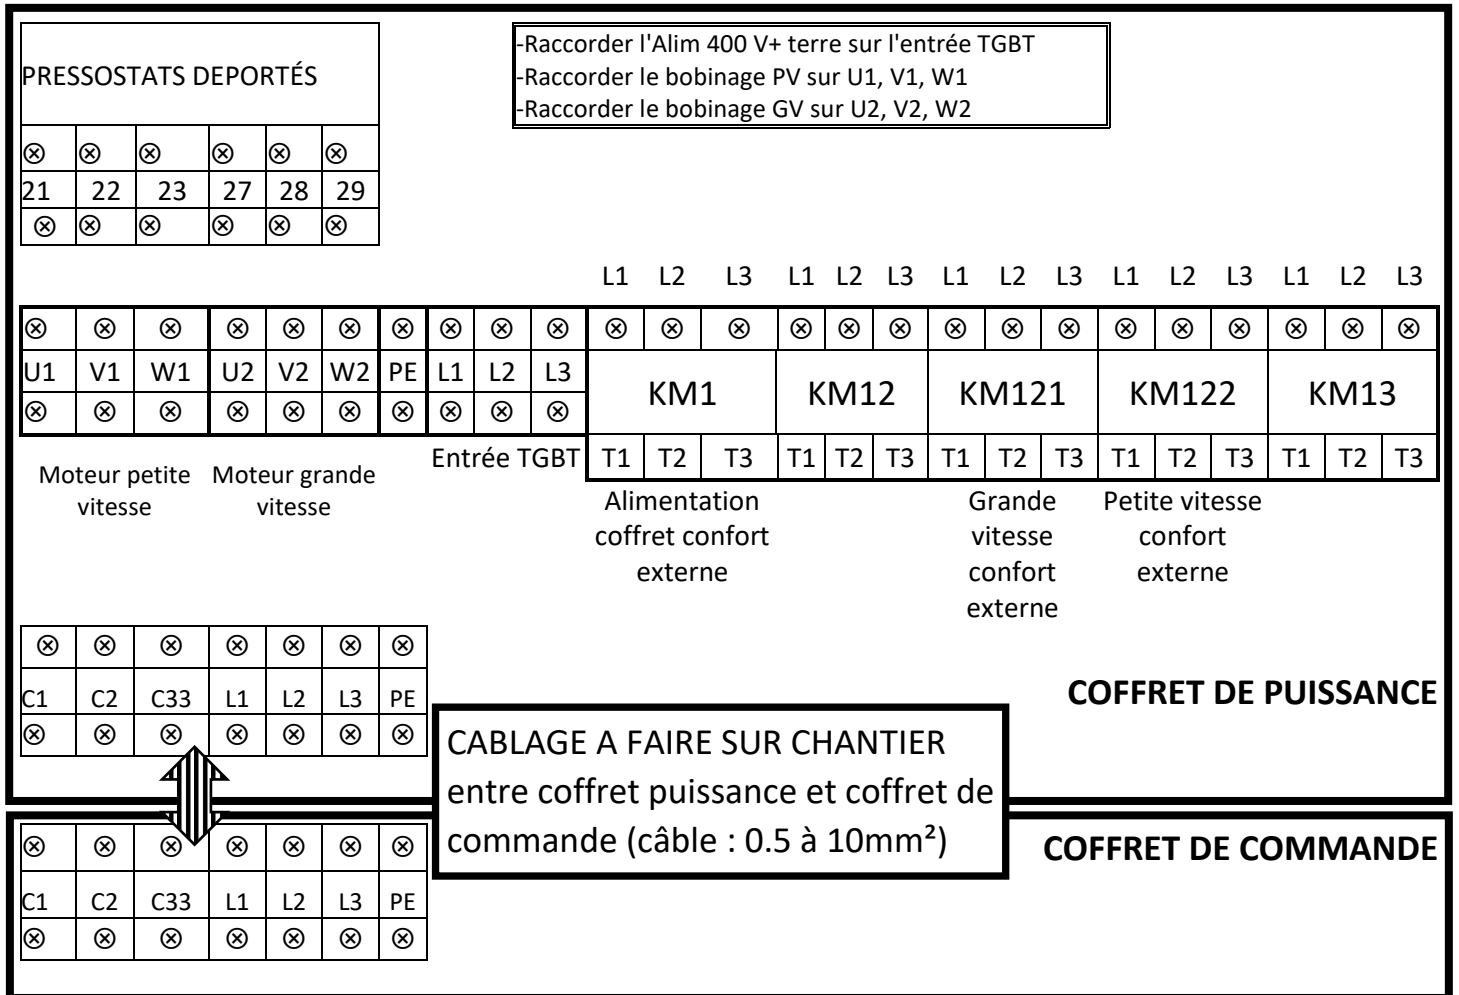 PRESSOSTATS DEPORTÉS
-Raccorder l'Alim 400 V+ terre sur l'entrée TGBT
-Raccorder le bobinage PV sur U1, V1, W1
-Raccorder le bobinage GV sur U2, V2, W2
21 22 23 27 28 29
L1 L2 L3 L1 L2 L3 L1 L2 L3 L1 L2 L3 L1 L2 L3
U1 V1 W1 U2 V2 W2 PE L1 L2 L3
KM1 KM12 KM121 KM122 KM13
Entrée TGBT
T1 T2 T3 T1 T2 T3 T1 T2 T3 T1 T2 T3 T1 T2 T3
Moteur petite
vitesse
Moteur grande
vitesse
Alimentation
coffret confort
externe
Grande
vitesse
confort
externe
Petite vitesse
confort
externe
C1 C2 C33 L1 L2 L3 PE
COFFRET DE PUISSANCE
CABLAGE A FAIRE SUR CHANTIER
entre coffret puissance et coffret de
commande (câble : 0.5 à 10mm²)
COFFRET DE COMMANDE
C1 C2 C33 L1 L2 L3 PE